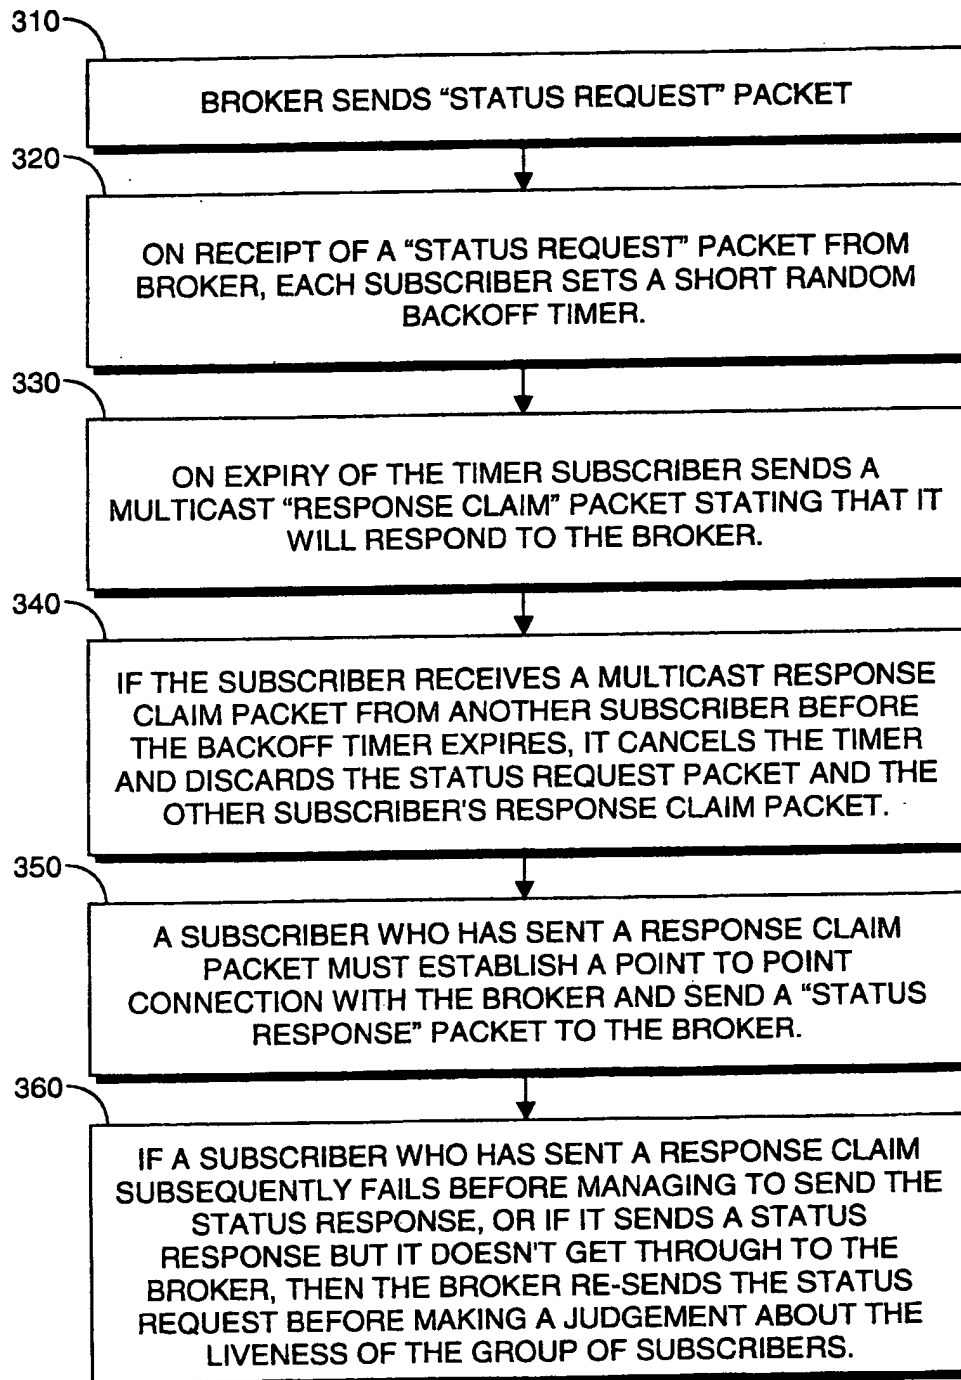 310
BROKER SENDS “STATUS REQUEST” PACKET
320
ON RECEIPT OF A “STATUS REQUEST” PACKET FROM
BROKER, EACH SUBSCRIBER SETS A SHORT RANDOM
BACKOFF TIMER.
330
ON EXPIRY OF THE TIMER SUBSCRIBER SENDS A
MULTICAST “RESPONSE CLAIM” PACKET STATING THAT IT
WILL RESPOND TO THE BROKER.
340
IF THE SUBSCRIBER RECEIVES A MULTICAST RESPONSE
CLAIM PACKET FROM ANOTHER SUBSCRIBER BEFORE
THE BACKOFF TIMER EXPIRES, IT CANCELS THE TIMER
AND DISCARDS THE STATUS REQUEST PACKET AND THE
OTHER SUBSCRIBER'S RESPONSE CLAIM PACKET.
350
A SUBSCRIBER WHO HAS SENT A RESPONSE CLAIM
PACKET MUST ESTABLISH A POINT TO POINT
CONNECTION WITH THE BROKER AND SEND A “STATUS
RESPONSE” PACKET TO THE BROKER.
360
IF A SUBSCRIBER WHO HAS SENT A RESPONSE CLAIM
SUBSEQUENTLY FAILS BEFORE MANAGING TO SEND THE
STATUS RESPONSE, OR IF IT SENDS A STATUS
RESPONSE BUT IT DOESN'T GET THROUGH TO THE
BROKER, THEN THE BROKER RE-SENDS THE STATUS
REQUEST BEFORE MAKING A JUDGEMENT ABOUT THE
LIVENESS OF THE GROUP OF SUBSCRIBERS.